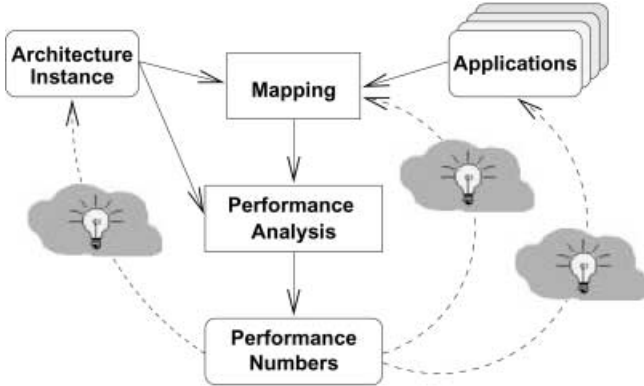 Architecture
Instance
Mapping
Applications
Performance
Analysis
Performance
Numbers